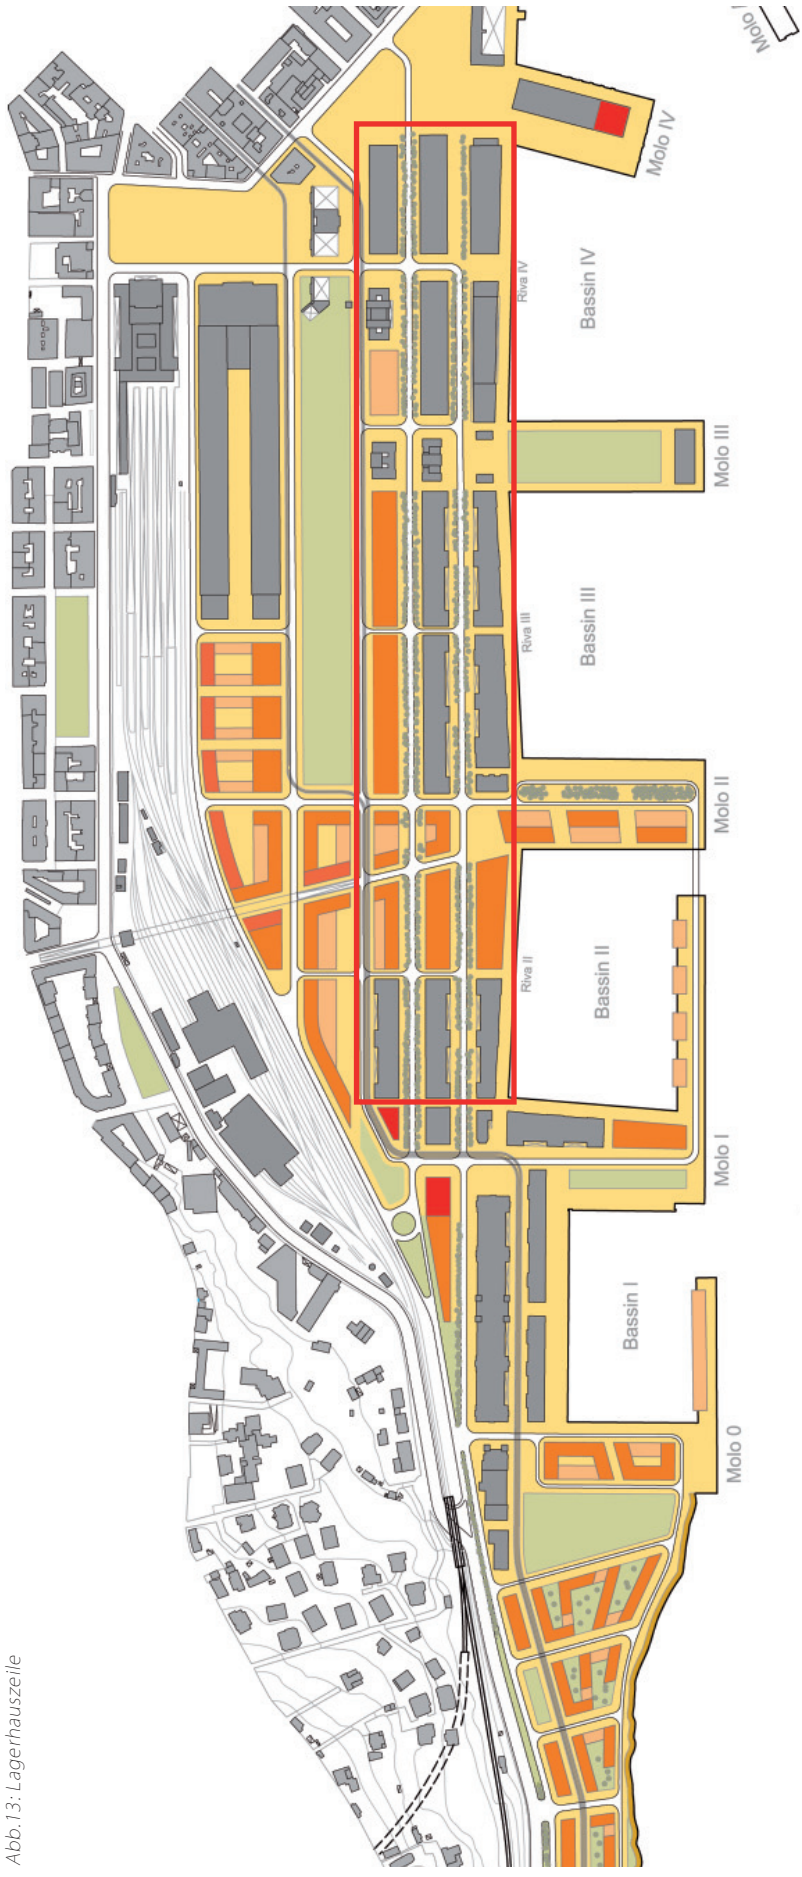 Molo IV
Riva IV
Bassin IV
Molo III
Riva III
Bassin III
Molo II
Riva II
Bassin II
Molo I
Bassin I
Molo 0
Abb.13: Lagerhauszeile